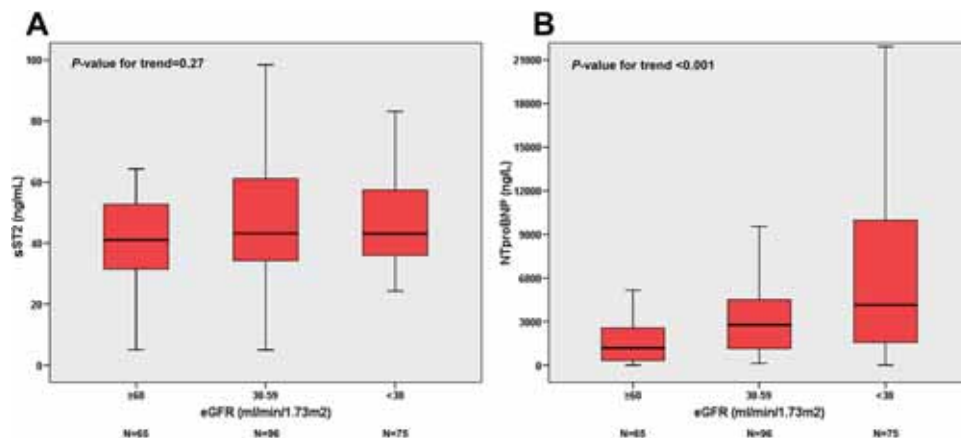 A
P-value for trend=0.27
100
80
60
40
20
0
sST2 (ng/mL)
≥60
30-59
<30
eGFR (ml/min/1.73m2)
N=65
N=96
N=75
B
P-value for trend <0.001
21000
18000
15000
12000
9000
6000
3000
0
NTproBNP (ng/L)
≥60
30-59
<30
eGFR (ml/min/1.73m2)
N=65
N=96
N=75